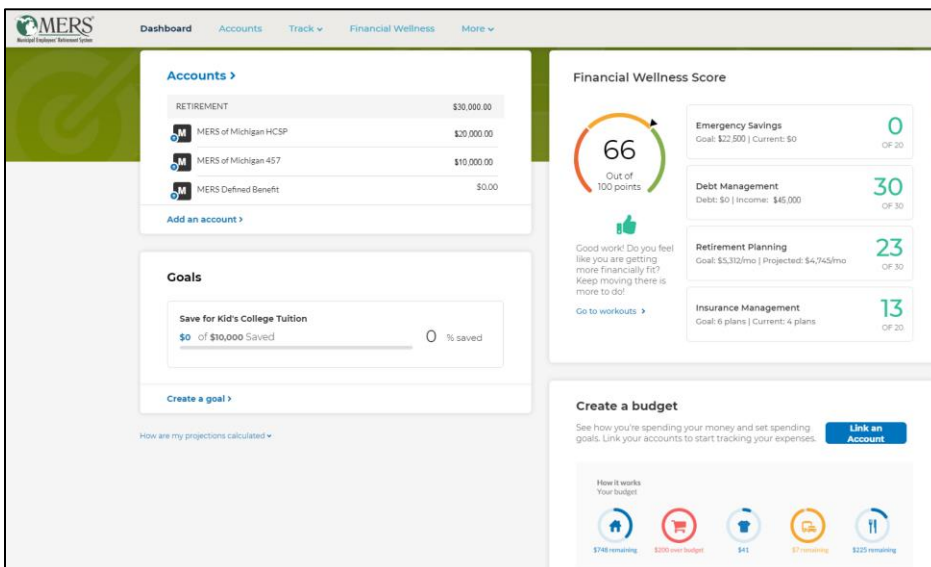 MERS
Municipal Employees' Retirement System
Dashboard Accounts Track Financial Wellness More
Accounts >
RETIREMENT $30,000.00
M MERS of Michigan HCSP $20,000.00
M MERS of Michigan 457 $10,000.00
M MERS Defined Benefit $0.00
Add an account >
Goals
Save for Kid's College Tuition
$0 of $10,000 Saved 0 % saved
Create a goal >
How are my projections calculated
Financial Wellness Score
66
Out of
100 points
Good work! Do you feel
like you are getting
more financially fit?
Keep moving there is
more to do!
Go to workouts >
Emergency Savings 0
Goal: $22,500 | Current: $0 OF 20
Debt Management 30
Debt: $0 | Income: $45,000 OF 30
Retirement Planning 23
Goal: $5,312/mo | Projected: $4,745/mo OF 30
Insurance Management 13
Goal: 6 plans | Current: 4 plans OF 20
Create a budget
See how you're spending your money and set spending
goals. Link your accounts to start tracking your expenses.
Link an
Account
How it works
Your budget
$748 remaining $200 over budget $41 $7 remaining $225 remaining